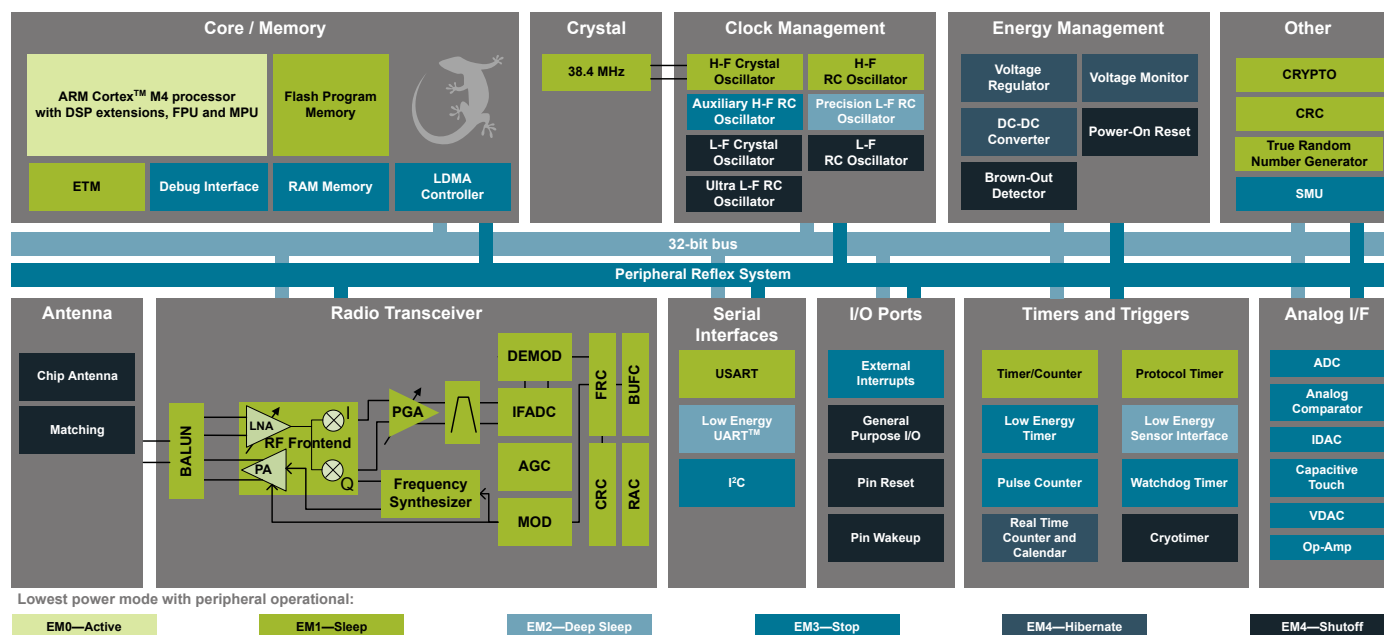 Core / Memory
ARM Cortex™ M4 processor
with DSP extensions, FPU and MPU
Flash Program
Memory
ETM
Debug Interface
RAM Memory
LDMA
Controller
Crystal
38.4 MHz
Clock Management
H-F Crystal
Oscillator
H-F
RC Oscillator
Auxiliary H-F RC
Oscillator
Precision L-F RC
Oscillator
L-F Crystal
Oscillator
L-F
RC Oscillator
Ultra L-F RC
Oscillator
Energy Management
Voltage
Regulator
Voltage Monitor
DC-DC
Converter
Power-On Reset
Brown-Out
Detector
Other
CRYPTO
CRC
True Random
Number Generator
SMU
32-bit bus
Peripheral Reflex System
Antenna
Chip Antenna
Matching
Radio Transceiver
BALUN
LNA
RF Frontend
PA
I
Q
PGA
Frequency
Synthesizer
DEMOD
IFADC
AGC
MOD
FRC
BUFC
CRC
RAC
Serial
Interfaces
USART
Low Energy
UART™
I²C
I/O Ports
External
Interrupts
General
Purpose I/O
Pin Reset
Pin Wakeup
Timers and Triggers
Timer/Counter
Protocol Timer
Low Energy
Timer
Low Energy
Sensor Interface
Pulse Counter
Watchdog Timer
Real Time
Counter and
Calendar
Cryotimer
Analog I/F
ADC
Analog
Comparator
IDAC
Capacitive
Touch
VDAC
Op-Amp
Lowest power mode with peripheral operational:
EM0—Active
EM1—Sleep
EM2—Deep Sleep
EM3—Stop
EM4—Hibernate
EM4—Shutoff